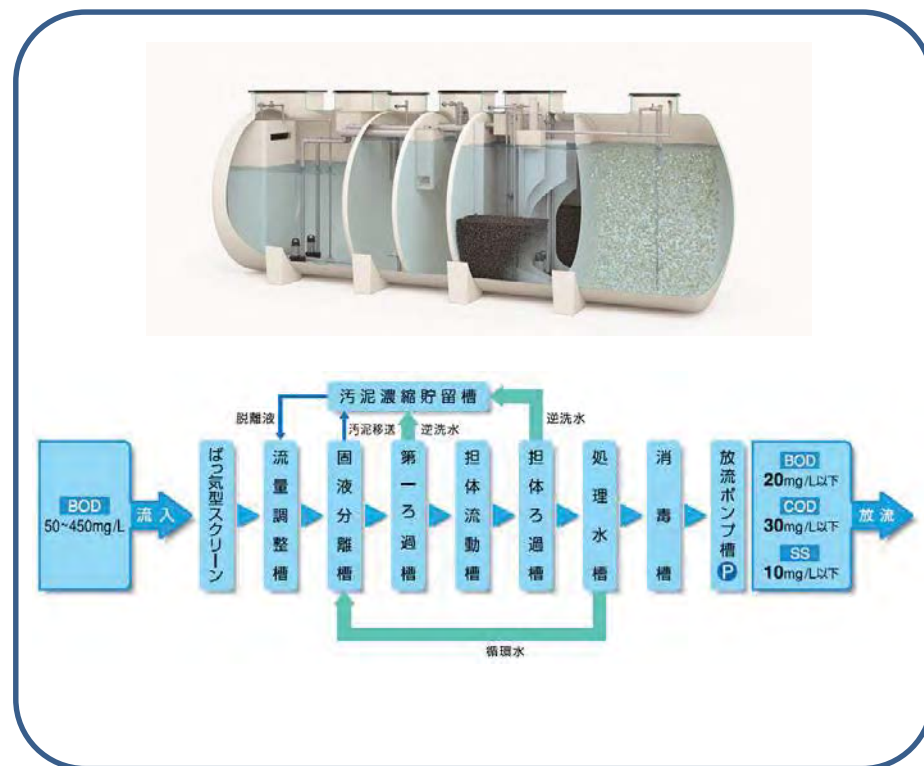 汚泥濃縮貯留槽
脱離液
汚泥移送
逆洗水
逆洗水
BOD
50~450mg/L
流入
ばっ気型スクリーン
流量調整槽
固液分離槽
第一ろ過槽
担体流動槽
担体ろ過槽
処理水槽
消毒槽
放流ポンプ槽 P
BOD
20mg/L以下
COD
30mg/L以下
SS
10mg/L以下
放流
循環水